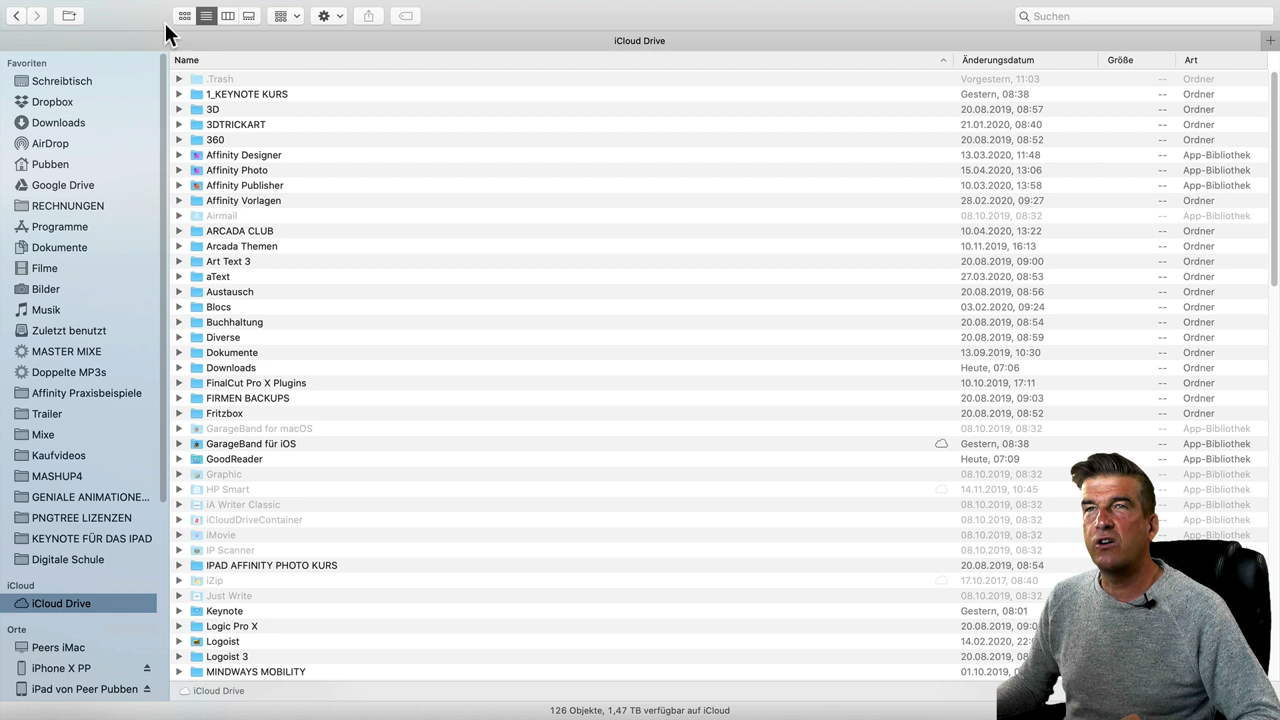 Suchen
iCloud Drive
Favoriten
Schreibtisch
Dropbox
Downloads
AirDrop
Pubben
Google Drive
RECHNUNGEN
Programme
Dokumente
Filme
Bilder
Musik
Zuletzt benutzt
MASTER MIXE
Doppelte MP3s
Affinity Praxisbeispiele
Trailer
Mixe
Kaufvideos
MASHUP4
GENIALE ANIMATIONE...
PNGTREE LIZENZEN
KEYNOTE FÜR DAS IPAD
Digitale Schule
iCloud
iCloud Drive
Orte
Peers iMac
iPhone X PP
iPad von Peer Pubben
Name Änderungsdatum Größe Art
.Trash Vorgestern, 11:03 -- Ordner
1_KEYNOTE KURS Gestern, 08:38 -- Ordner
3D 20.08.2019, 08:57 -- Ordner
3DTRICKART 21.01.2020, 08:40 -- Ordner
360 20.08.2019, 08:52 -- Ordner
Affinity Designer 13.03.2020, 11:48 -- App-Bibliothek
Affinity Photo 15.04.2020, 13:06 -- App-Bibliothek
Affinity Publisher 10.03.2020, 13:58 -- App-Bibliothek
Affinity Vorlagen 28.02.2020, 09:27 -- Ordner
Airmail 08.10.2019, 08:32 -- App-Bibliothek
ARCADA CLUB 10.04.2020, 13:22 -- Ordner
Arcada Themen 10.11.2019, 16:13 -- Ordner
Art Text 3 20.08.2019, 09:00 -- Ordner
aText 27.03.2020, 08:53 -- Ordner
Austausch 20.08.2019, 08:56 -- Ordner
Blocs 03.02.2020, 09:24 -- Ordner
Buchhaltung 20.08.2019, 08:54 -- Ordner
Diverse 20.08.2019, 08:59 -- Ordner
Dokumente 13.09.2019, 10:30 -- Ordner
Downloads Heute, 07:06 -- Ordner
FinalCut Pro X Plugins 10.10.2019, 17:11 -- Ordner
FIRMEN BACKUPS 20.08.2019, 09:03 -- Ordner
Fritzbox 20.08.2019, 08:52 -- Ordner
GarageBand for macOS 08.10.2019, 08:32 -- App-Bibliothek
GarageBand für iOS Gestern, 08:38 -- App-Bibliothek
GoodReader Heute, 07:09 -- App-Bibliothek
Graphic 08.10.2019, 08:32 App-Bibliothek
HP Smart 14.11.2019, 10:45 App-Bibliothek
iA Writer Classic 08.10.2019, 08:32 -- App-Bibliothek
iCloudDriveContainer 08.10.2019, 08:32 -- App-Bibliothek
iMovie 08.10.2019, 08:32 -- App-Bibliothek
IP Scanner 08.10.2019, 08:32
IPAD AFFINITY PHOTO KURS 20.08.2019, 08:54
iZip 17.10.2017, 08:40
Just Write 08.10.2019, 08:32
Keynote Gestern, 08:01
Logic Pro X 20.08.2019, 09:0
Logoist 14.02.2020, 22:
Logoist 3 20.08.2019,
MINDWAYS MOBILITY 01.10.2019,
iCloud Drive
126 Objekte, 1,47 TB verfügbar auf iCloud